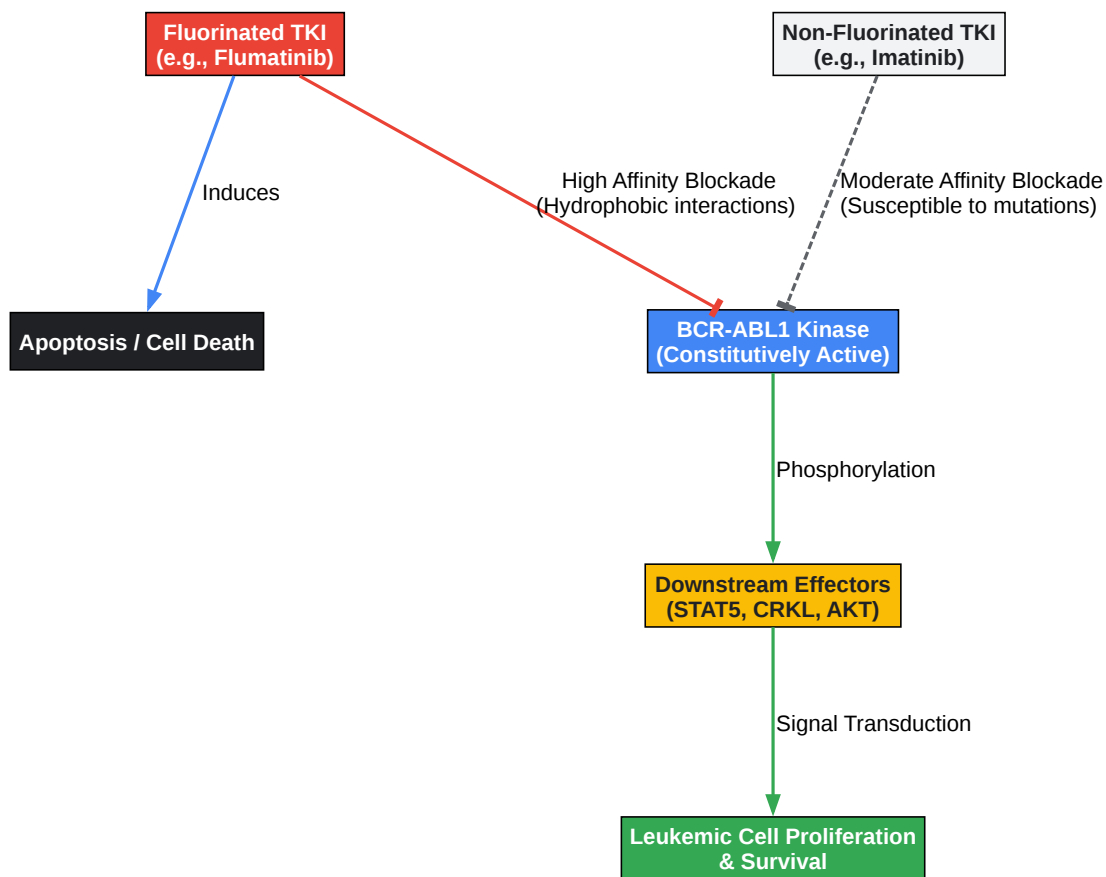 Fluorinated TKI
(e.g., Flumatinib)
Non-Fluorinated TKI
(e.g., Imatinib)
Induces
High Affinity Blockade
(Hydrophobic interactions)
Moderate Affinity Blockade
(Susceptible to mutations)
Apoptosis / Cell Death
BCR-ABL1 Kinase
(Constitutively Active)
Phosphorylation
Downstream Effectors
(STAT5, CRKL, AKT)
Signal Transduction
Leukemic Cell Proliferation
& Survival